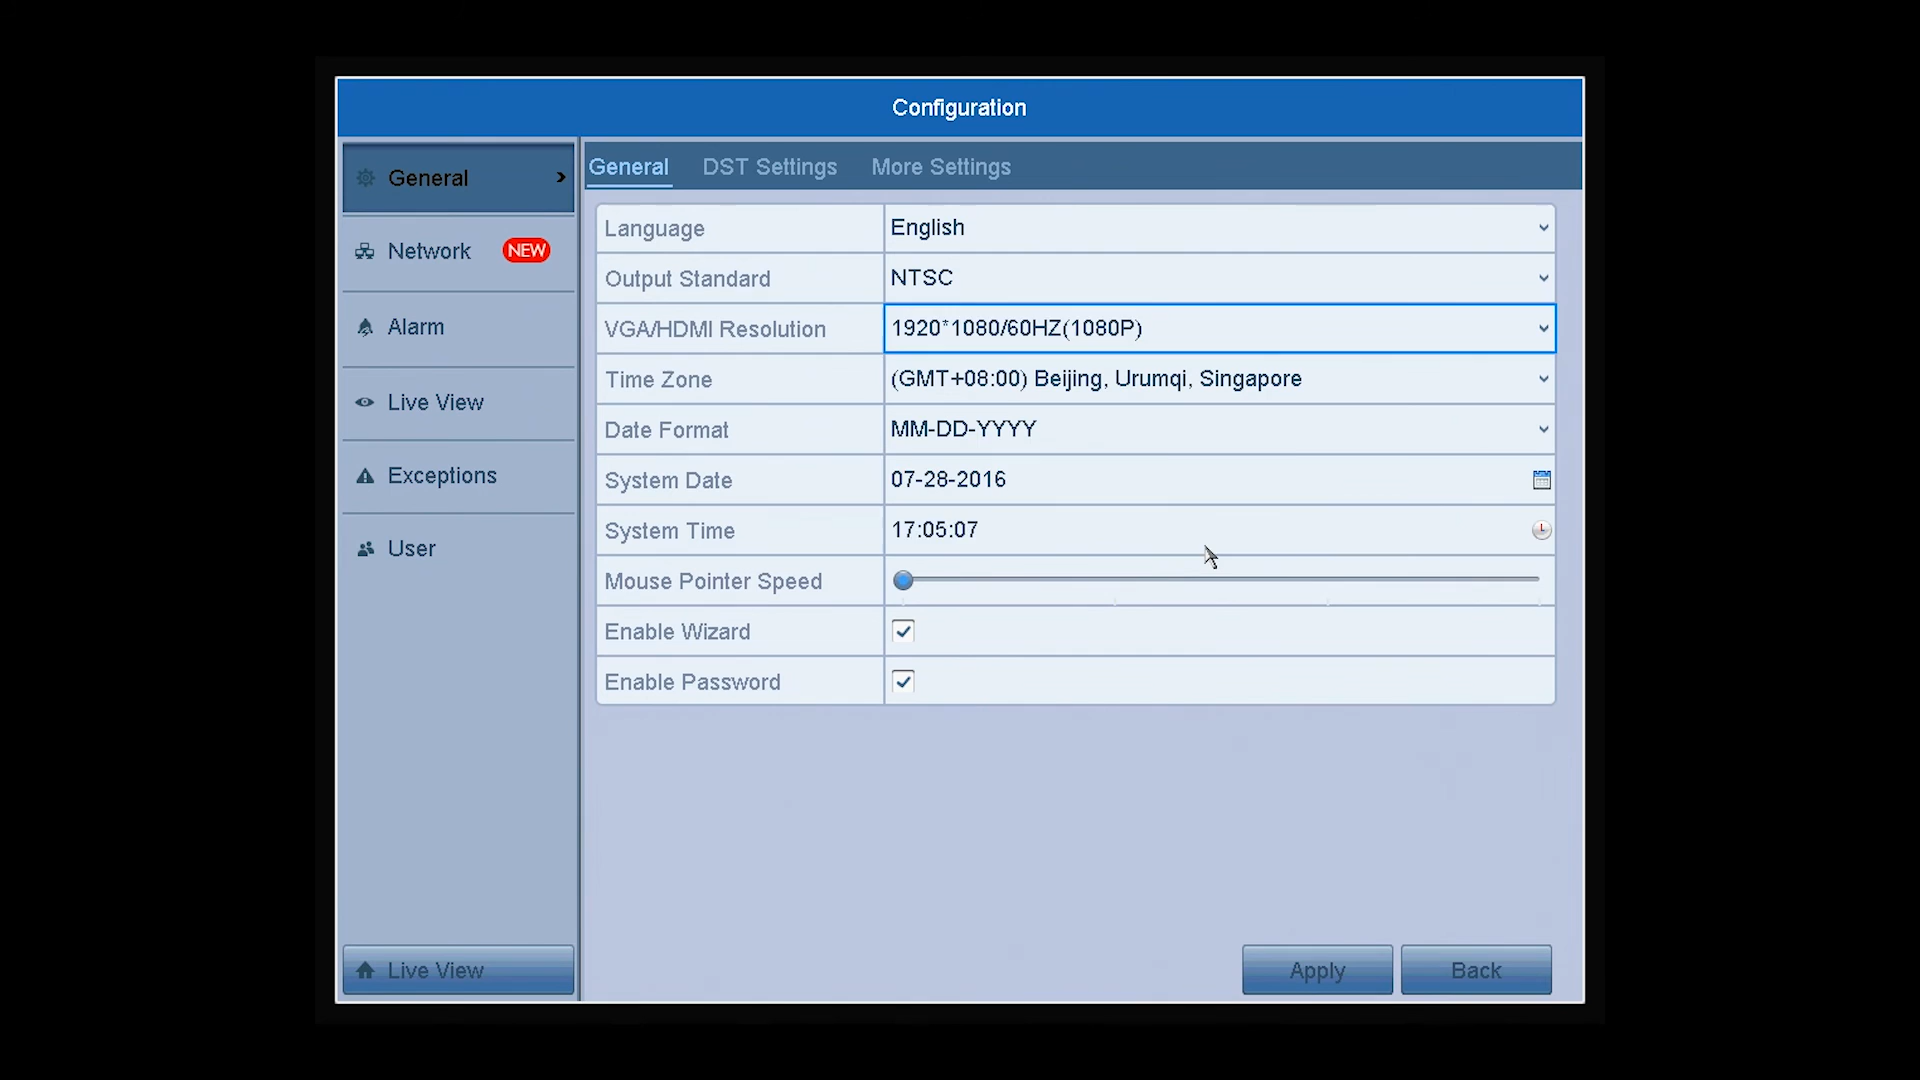 Configuration
General
Network NEW
Alarm
Live View
Exceptions
User
Live View
General DST Settings More Settings
Language English
Output Standard NTSC
VGA/HDMI Resolution 1920*1080/60HZ(1080P)
Time Zone (GMT+08:00) Beijing, Urumqi, Singapore
Date Format MM-DD-YYYY
System Date 07-28-2016
System Time 17:05:07
Mouse Pointer Speed
Enable Wizard
Enable Password
Apply Back